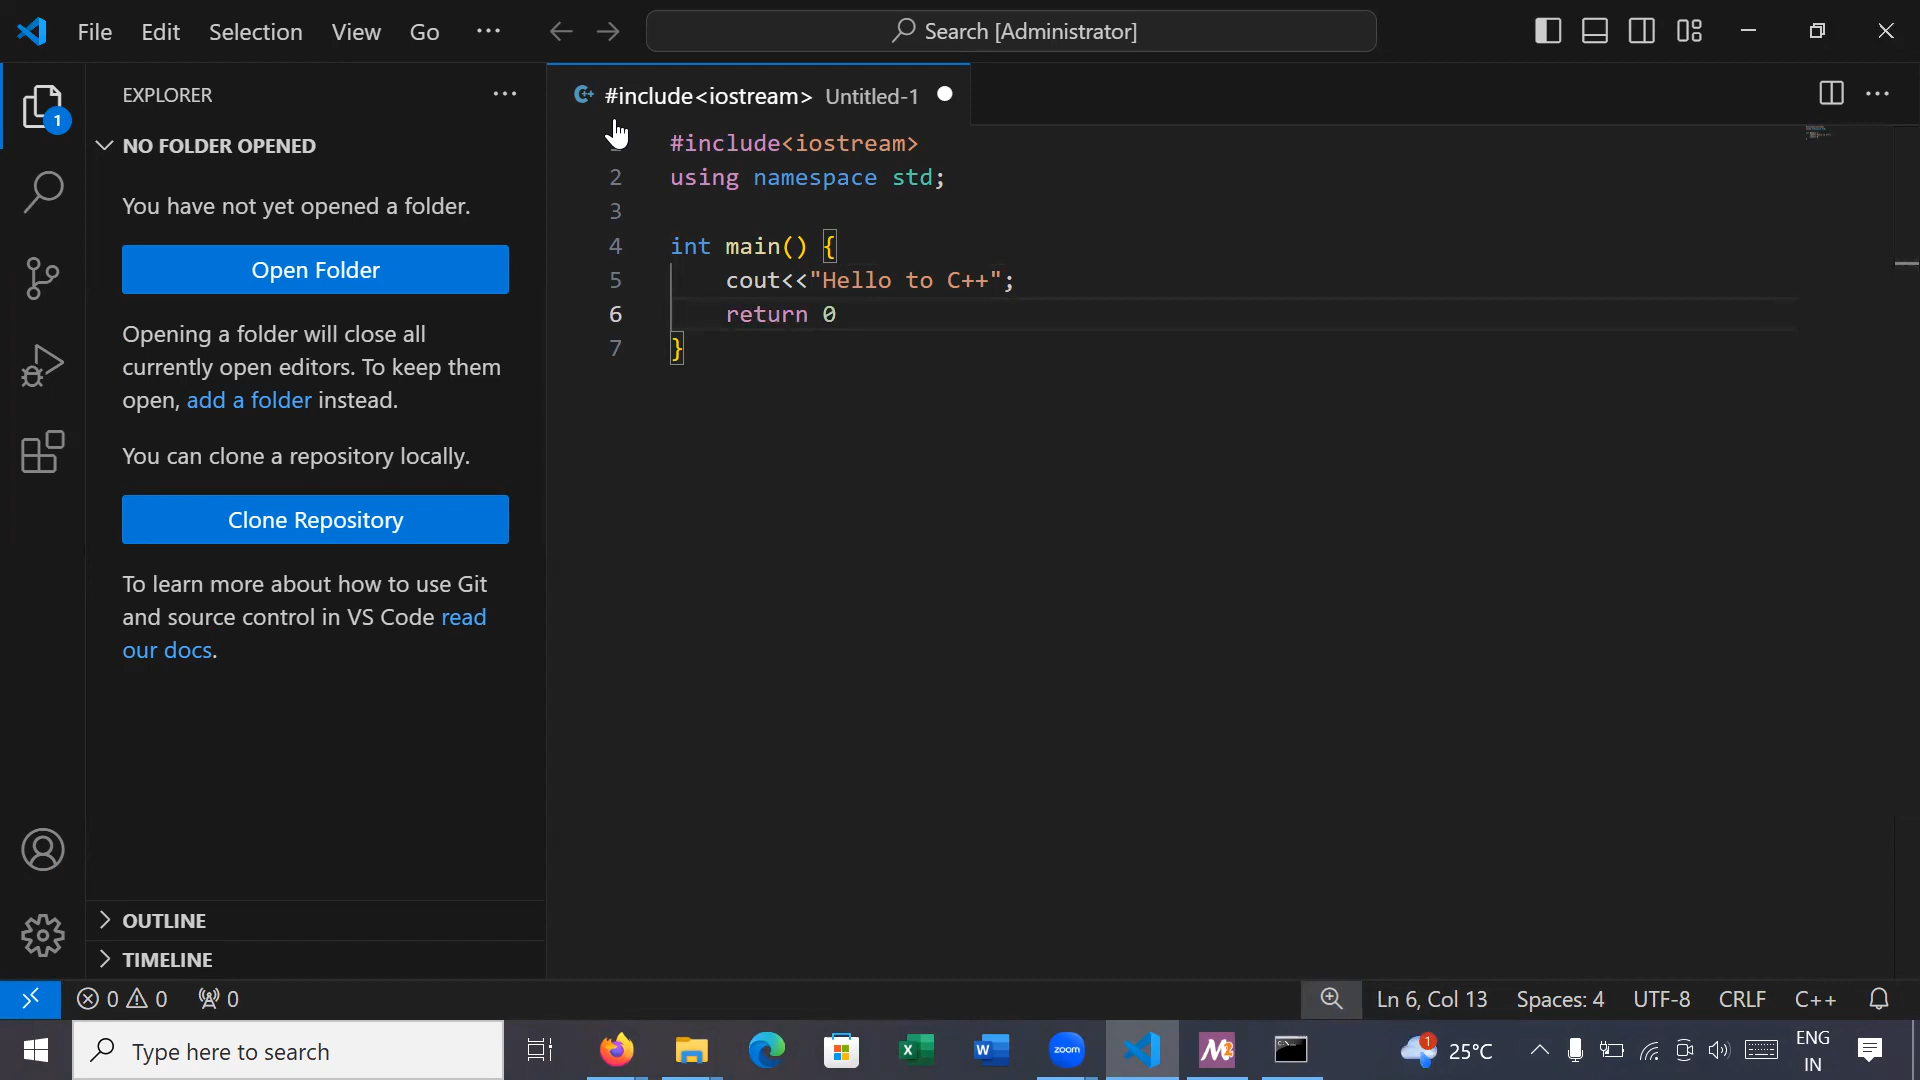 File Edit Selection View Go ···
Search [Administrator]
EXPLORER
#include<iostream> Untitled-1
1
NO FOLDER OPENED
You have not yet opened a folder.
Open Folder
Opening a folder will close all
currently open editors. To keep them
open, add a folder instead.
You can clone a repository locally.
Clone Repository
To learn more about how to use Git
and source control in VS Code read
our docs.
OUTLINE
TIMELINE
#include<iostream>
2 using namespace std;
3
4 int main() {
5 cout<<"Hello to C++";
6 return 0
7 }
0 0 0
Ln 6, Col 13 Spaces: 4 UTF-8 CRLF C++
Type here to search
zoom
M2
1
25°C
ENG
IN